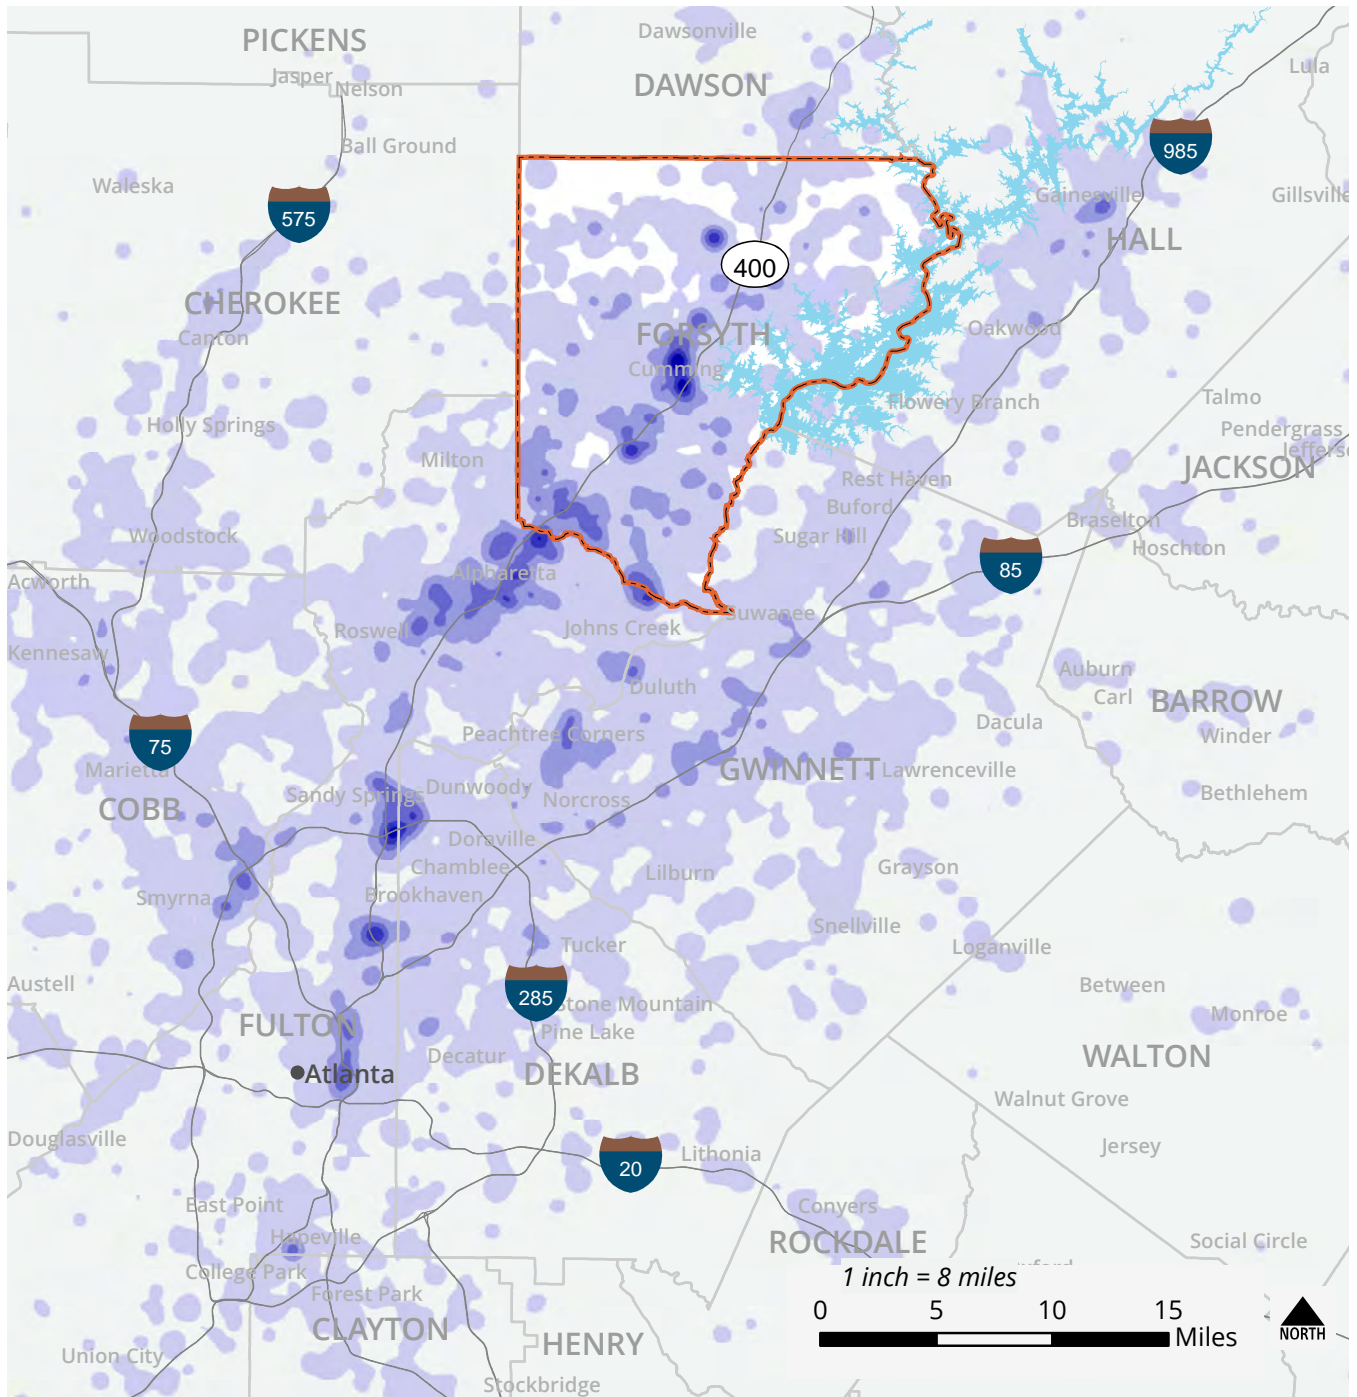 Dawsonville
PICKENS
Lula
Jasper
DAWSON
Nelson
Ball Ground
985
Waleska
Gainesville
Gillsville
575
HALL
400
CHEROKEE
Oakwood
FORSYTH
Canton
Cumming
Talmo
Flowery Branch
Holly Springs
Pendergrass
Milton
JACKSON
Rest Haven
Buford
Braselton
Woodstock
Sugar Hill
Hoschton
85
Acworth
Alpharetta
Suwanee
Roswell
Johns Creek
Kennesaw
Auburn
Duluth
Carl
BARROW
Dacula
Peachtree Corners
Winder
75
Marietta
GWINNETT
Lawrenceville
Dunwoody
Sandy Springs
Norcross
Bethlehem
COBB
Doraville
Chamblee
Grayson
Lilburn
Brookhaven
Smyrna
Snellville
Tucker
Loganville
Austell
Between
285
Stone Mountain
Monroe
FULTON
Pine Lake
Decatur
WALTON
Atlanta
DEKALB
Walnut Grove
Douglasville
Jersey
Lithonia
20
East Point
Conyers
Hapeville
ROCKDALE
Social Circle
College Park
1 inch = 8 miles
Forest Park
0 5 10 15
CLAYTON
Miles
NORTH
HENRY
Union City
Stockbridge